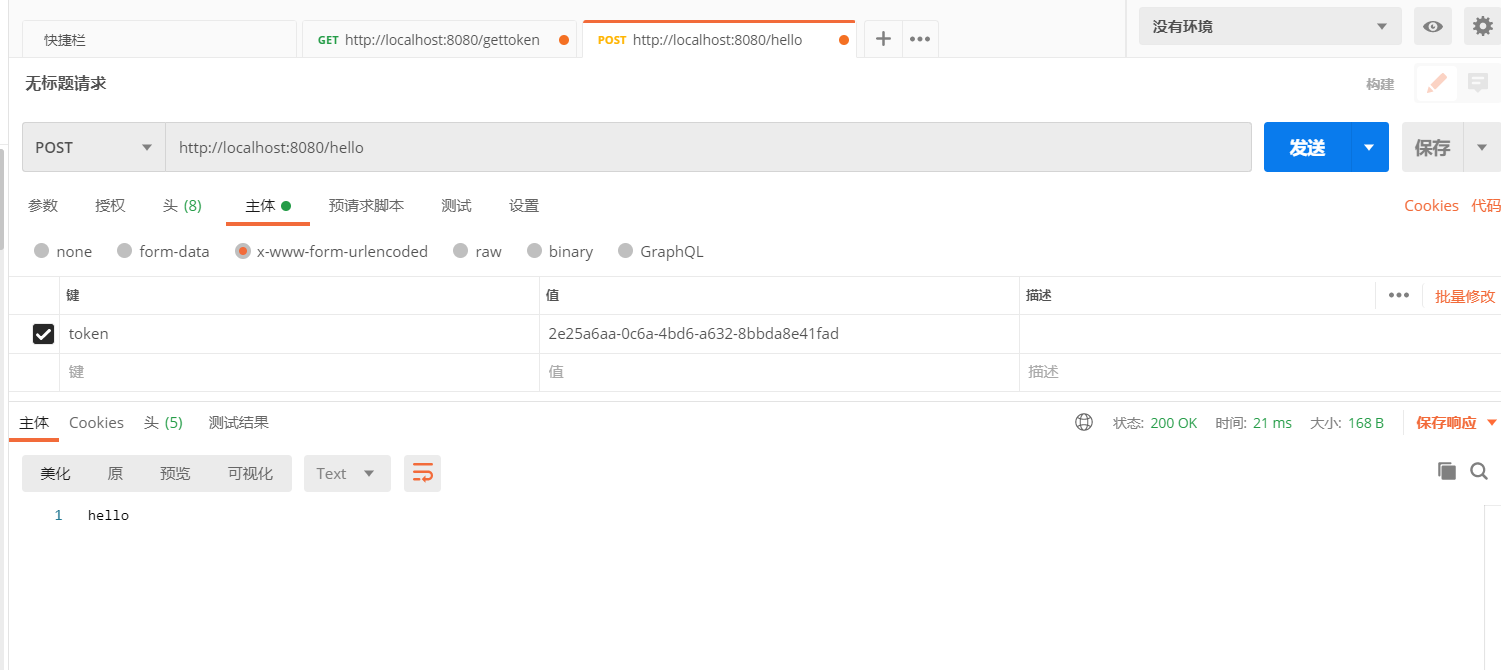 快捷栏 GET http://localhost:8080/gettoken POST http://localhost:8080/hello 没有环境
无标题请求 构建
POST http://localhost:8080/hello 发送 保存
参数 授权 头 (8) 主体 预请求脚本 测试 设置 Cookies 代码
none form-data x-www-form-urlencoded raw binary GraphQL
键 值 描述 批量修改
token 2e25a6aa-0c6a-4bd6-a632-8bbda8e41fad
键 值 描述
主体 Cookies 头 (5) 测试结果 状态: 200 OK 时间: 21 ms 大小: 168 B 保存响应
美化 原 预览 可视化 Text
1 hello